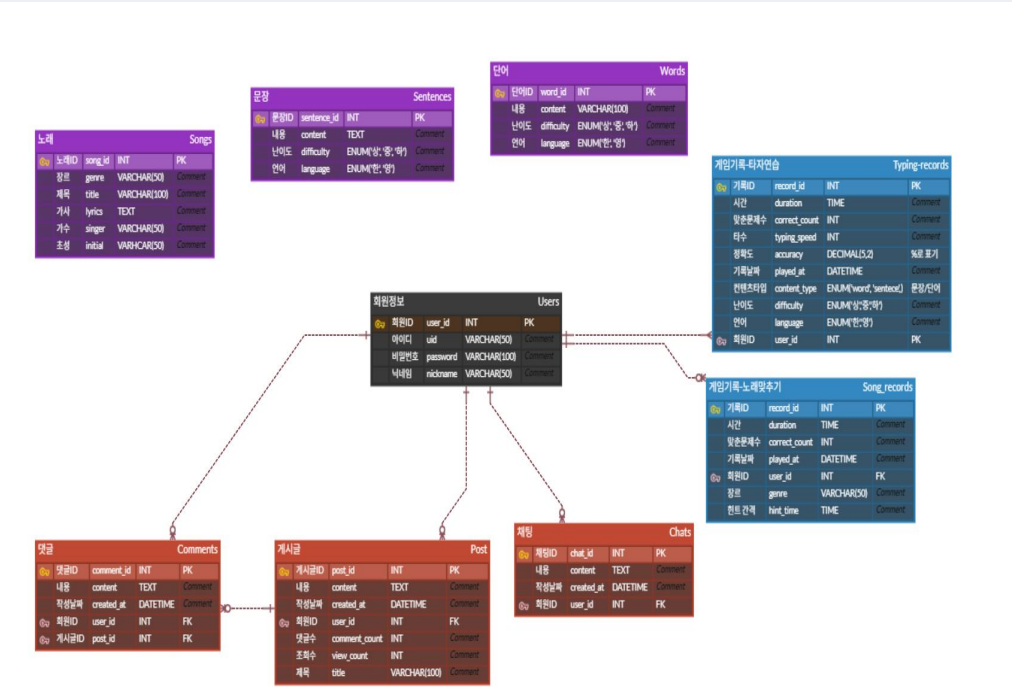 단어 Words
단어ID word_id INT PK
내용 content VARCHAR(100) Comment
난이도 difficulty ENUM('상','중','하') Comment
언어 language ENUM('한','영') Comment
문장 Sentences
문장ID sentence_id INT PK
내용 content TEXT Comment
난이도 difficulty ENUM('상','중','하') Comment
언어 language ENUM('한','영') Comment
노래 Songs
노래ID song_id INT PK
장르 genre VARCHAR(50) Comment
제목 title VARCHAR(100) Comment
가사 lyrics TEXT Comment
가수 singer VARCHAR(50) Comment
초성 initial VARHCAR(50) Comment
게임기록-타자연습 Typing-records
기록ID record_id INT PK
시간 duration TIME Comment
맞춘문제수 correct_count INT Comment
타수 typing_speed INT Comment
정확도 accuracy DECIMAL(5,2) %로 표기
기록날짜 played_at DATETIME Comment
컨텐츠타입 content_type ENUM('word', 'sentece',) 문장/단어
난이도 difficulty ENUM('상','중','하') Comment
언어 language ENUM('한','영') Comment
회원ID user_id INT PK
회원정보 Users
회원ID user_id INT PK
아이디 uid VARCHAR(50) Comment
비밀번호 password VARCHAR(100) Comment
닉네임 nickname VARCHAR(50) Comment
게임기록-노래맞추기 Song_records
기록ID record_id INT PK
시간 duration TIME Comment
맞춘문제수 correct_count INT Comment
기록날짜 played_at DATETIME Comment
회원ID user_id INT FK
장르 genre VARCHAR(50) Comment
힌트 간격 hint_time TIME Comment
댓글 Comments
댓글ID comment_id INT PK
내용 content TEXT Comment
작성날짜 created_at DATETIME Comment
회원ID user_id INT FK
게시글ID post_id INT FK
게시글 Post
게시글ID post_id INT PK
내용 content TEXT Comment
작성날짜 created_at DATETIME Comment
회원ID user_id INT FK
댓글수 comment_count INT Comment
조회수 view_count INT Comment
제목 title VARCHAR(100) Comment
채팅 Chats
채팅ID chat_id INT PK
내용 content TEXT Comment
작성날짜 created_at DATETIME Comment
회원ID user_id INT FK